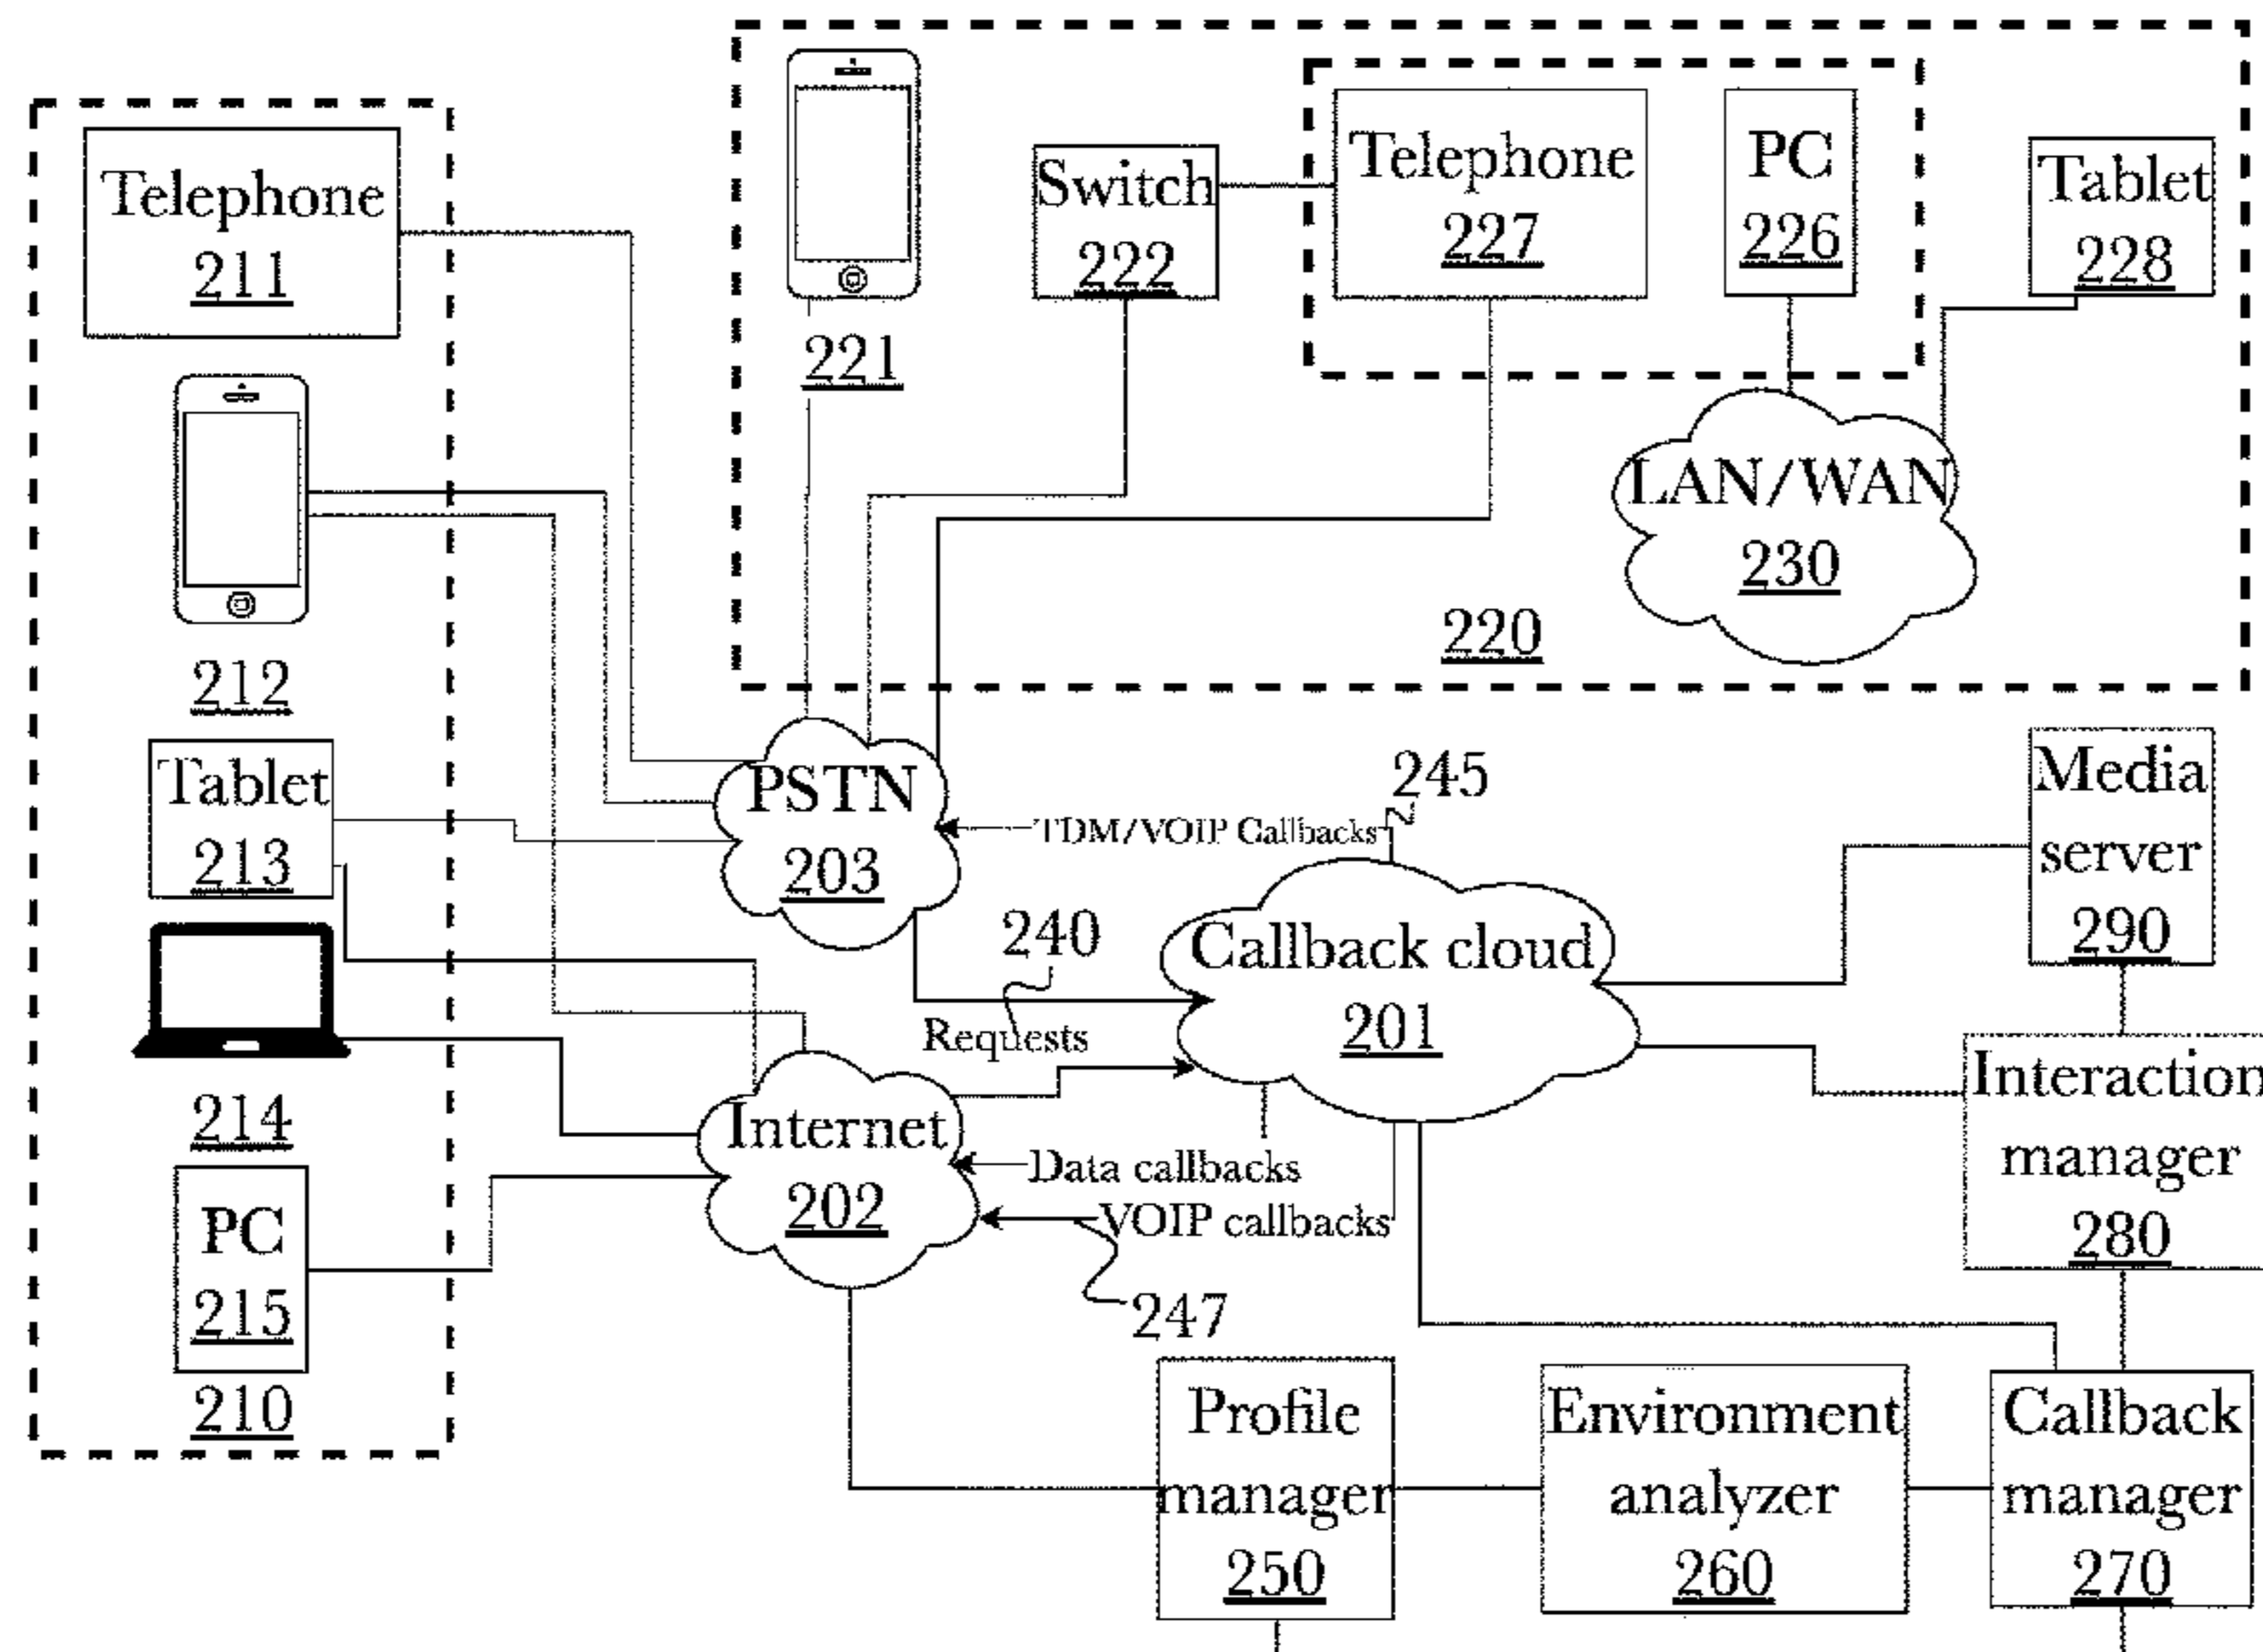 Telephone
211
212
Tablet
213
214
PC
215
210
221
Switch
222
Telephone
227
PC
226
Tablet
228
LAN/WAN
230
220
PSTN
203
TDM/VOIP Callbacks
245
240
Requests
Callback cloud
201
Internet
202
Data callbacks
VOIP callbacks
247
Media
server
290
Interaction
manager
280
Profile
manager
250
Environment
analyzer
260
Callback
manager
270